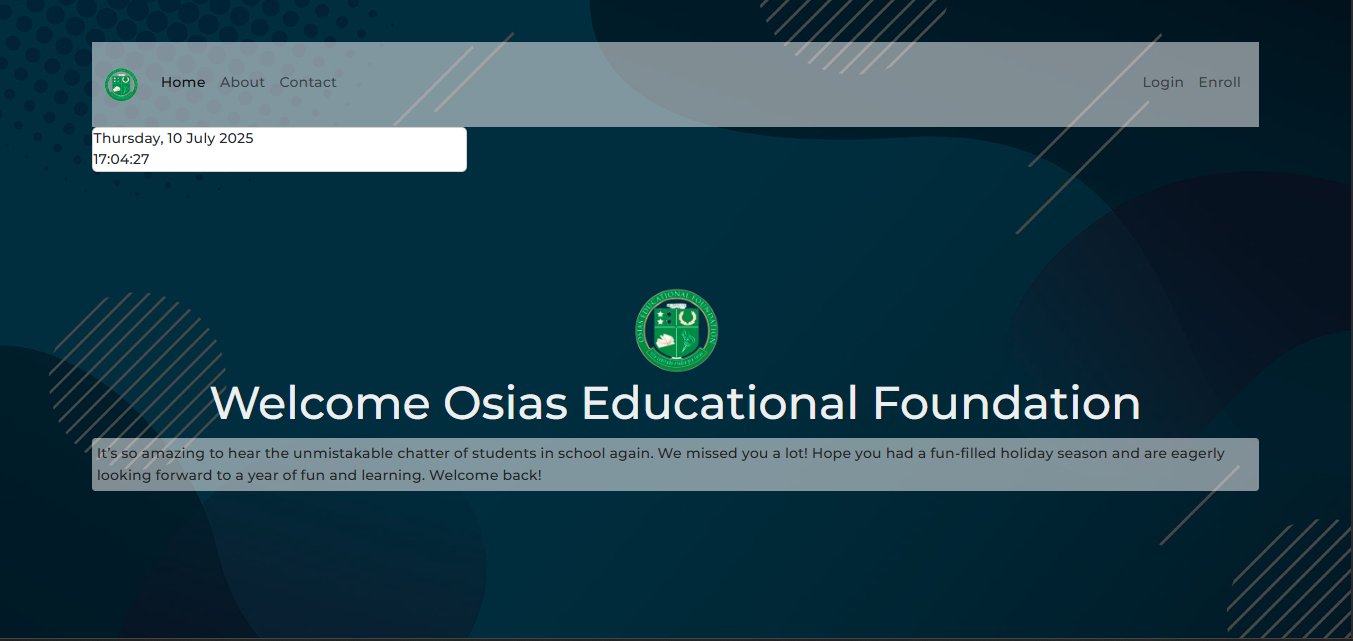 Home About Contact Login Enroll
Thursday, 10 July 2025
17:04:27
OSIAS EDUCATIONAL FOUNDATION
Welcome Osias Educational Foundation
It's so amazing to hear the unmistakable chatter of students in school again. We missed you a lot! Hope you had a fun-filled holiday season and are eagerly
looking forward to a year of fun and learning. Welcome back!